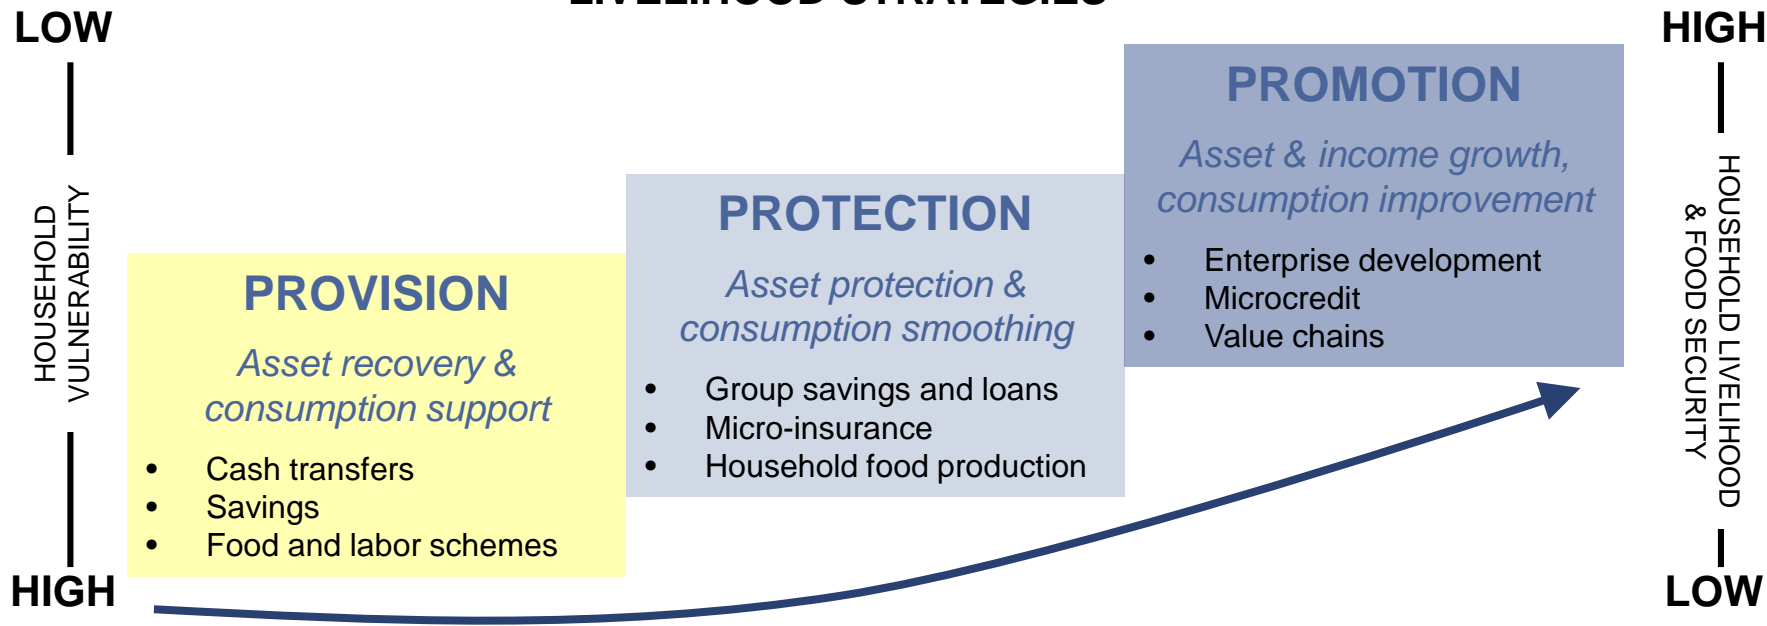 LIVELIHOOD STRATEGIES
LOW
HOUSEHOLD
VULNERABILITY
HIGH
PROVISION
Asset recovery &
consumption support
• Cash transfers
• Savings
• Food and labor schemes
PROTECTION
Asset protection &
consumption smoothing
• Group savings and loans
• Micro-insurance
• Household food production
PROMOTION
Asset & income growth,
consumption improvement
• Enterprise development
• Microcredit
• Value chains
HIGH
HOUSEHOLD LIVELIHOOD
& FOOD SECURITY
LOW